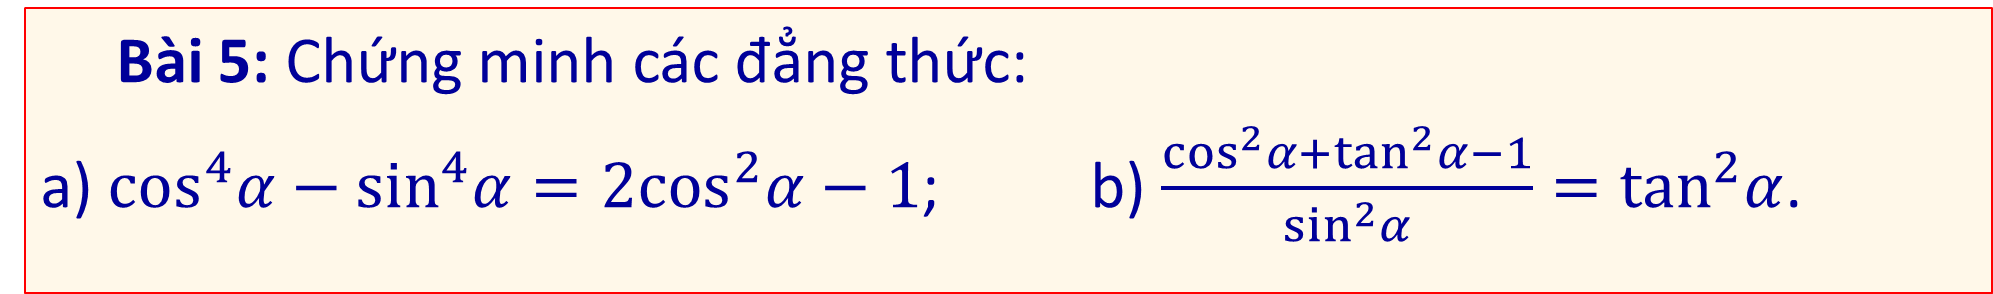 Bài 5: Chứng minh các đẳng thức:
a) cos⁴α − sin⁴α = 2cos²α − 1; b) (cos²α+tan²α−1)/(sin²α) = tan²α.